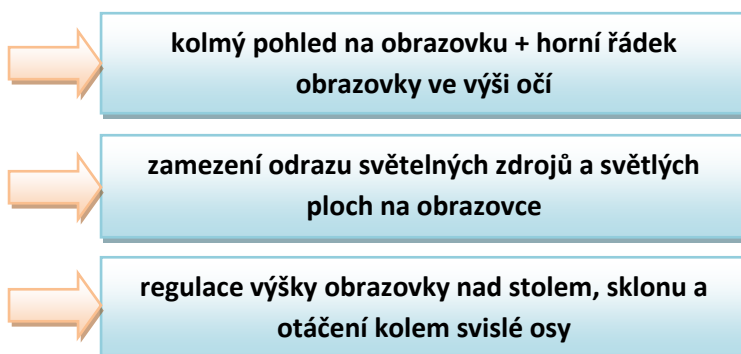 kolmý pohled na obrazovku + horní řádek
obrazovky ve výši očí
zamezení odrazu světelných zdrojů a světlých
ploch na obrazovce
regulace výšky obrazovky nad stolem, sklonu a
otáčení kolem svislé osy